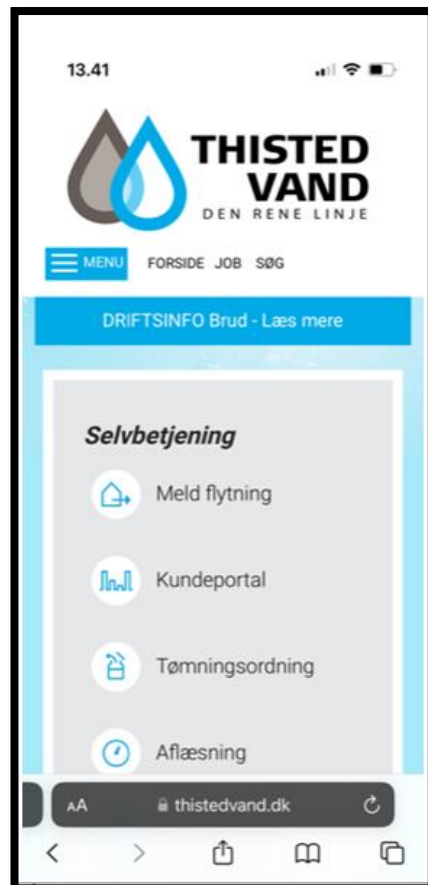 13.41
THISTED
VAND
DEN RENE LINJE
MENU FORSIDE JOB SØG
DRIFTSINFO Brud - Læs mere
Selvbetjening
Meld flytning
Kundeportal
Tømningsordning
Aflæsning
AA thistedvand.dk